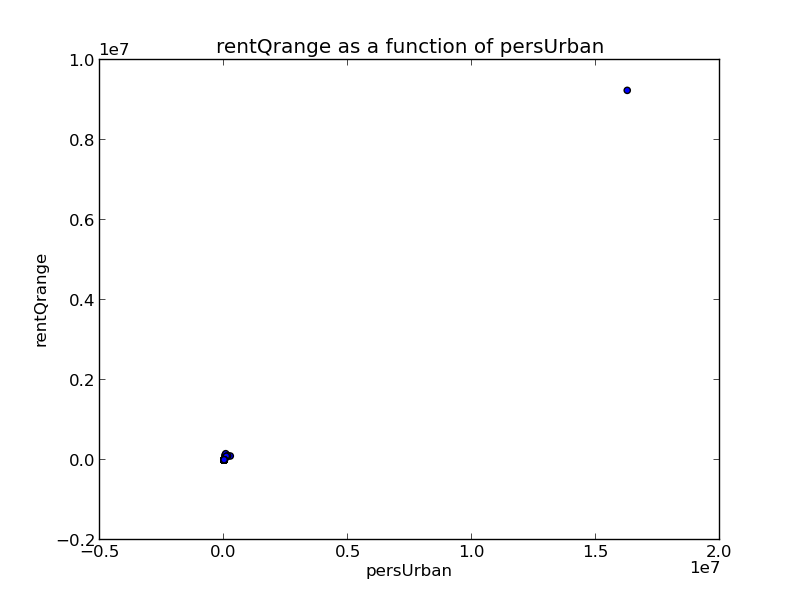 rentQrange as a function of persUrban
1e7
1.0
0.8
0.6
0.4
0.2
0.0
−0.2
rentQrange
−0.5
0.0
0.5
1.0
1.5
2.0
1e7
persUrban